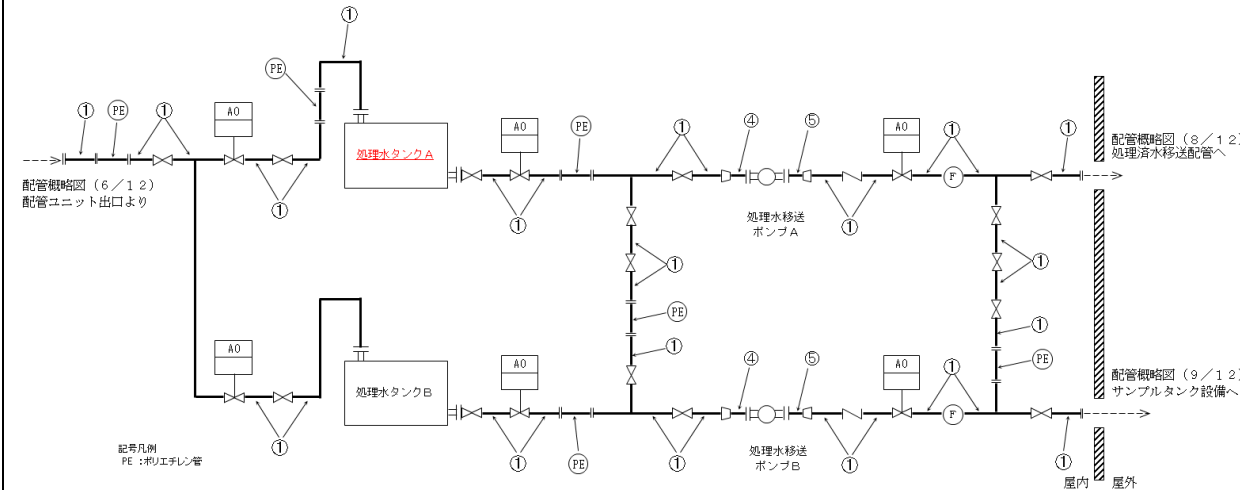 ①
PE
①
PE
①
AO
①
処理水タンクA
配管概略図（6／12）
配管ユニット出口より
AO
①
PE
①
④
処理水移送
ポンプA
⑤
①
AO
①
F
①
配管概略図（8／12）
処理済水移送配管へ
①
PE
①
①
①
PE
AO
①
処理水タンクB
AO
①
PE
①
④
処理水移送
ポンプB
⑤
①
AO
①
F
①
配管概略図（9／12）
サンプルタンク設備へ
記号凡例
PE：ポリエチレン管
屋内
屋外